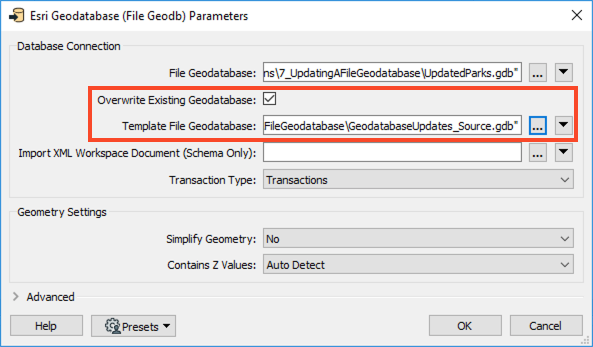 Esri Geodatabase (File Geodb) Parameters
Database Connection
File Geodatabase: ns\7_UpdatingAFileGeodatabase\UpdatedParks.gdb" ...
Overwrite Existing Geodatabase:
Template File Geodatabase: FileGeodatabase\GeodatabaseUpdates_Source.gdb" ...
Import XML Workspace Document (Schema Only): ...
Transaction Type: Transactions
Geometry Settings
Simplify Geometry: No
Contains Z Values: Auto Detect
Advanced
Help Presets OK Cancel